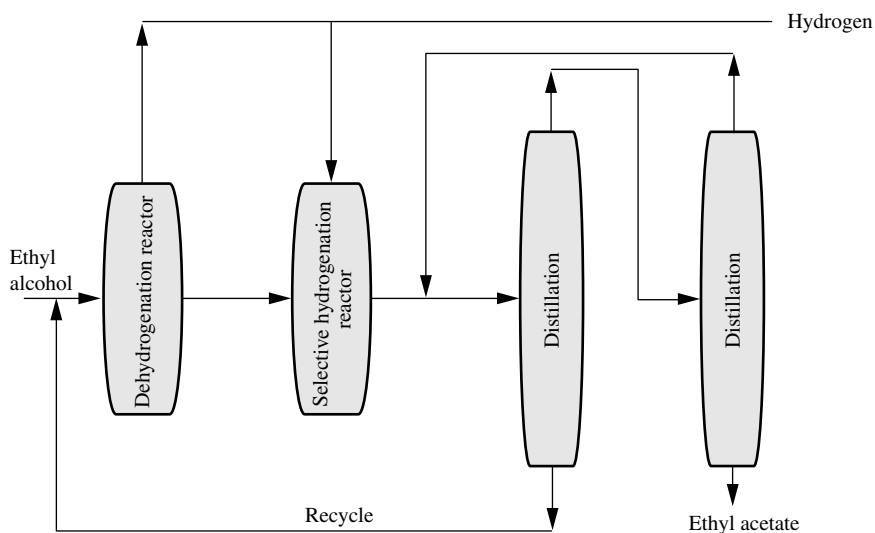 Hydrogen
Ethyl
alcohol
Dehydrogenation reactor
Selective hydrogenation
reactor
Distillation
Distillation
Recycle
Ethyl acetate